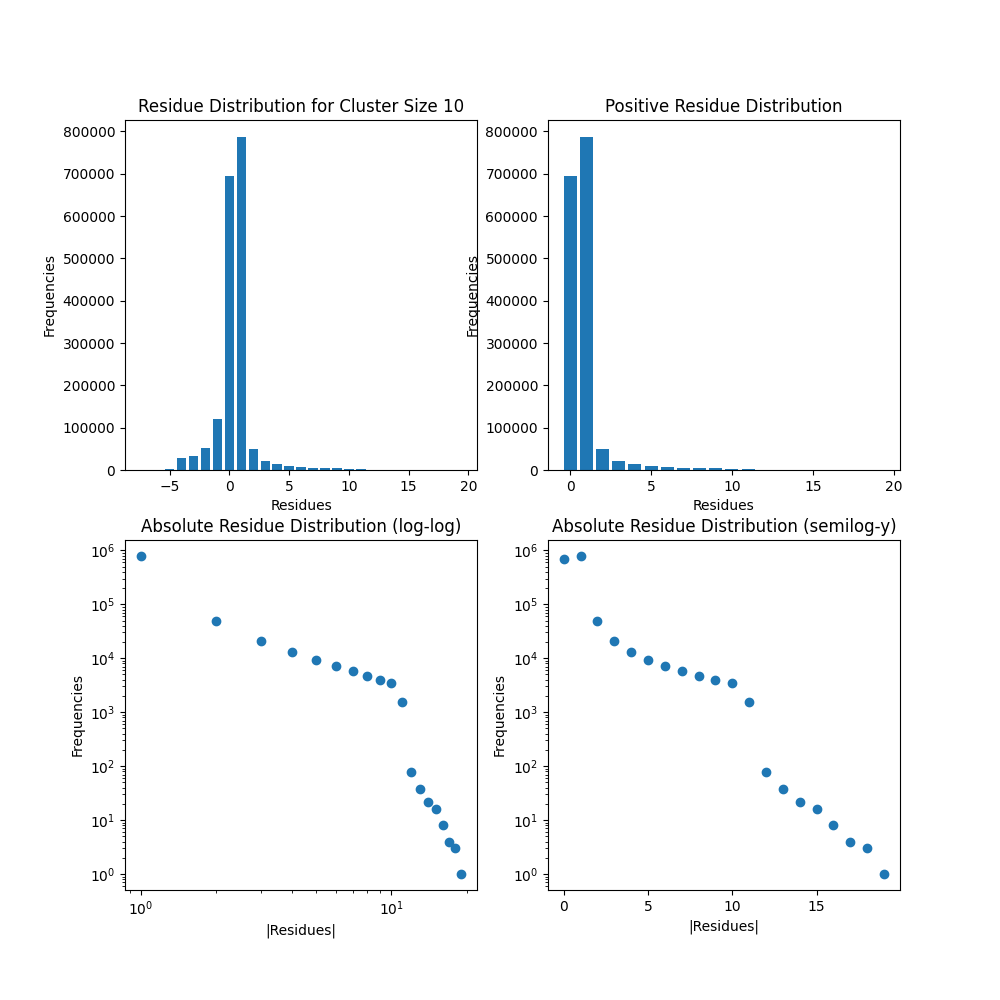 Residue Distribution for Cluster Size 10
800000
700000
600000
500000
400000
300000
200000
100000
0
Frequencies
−5 0 5 10 15 20
Residues
Positive Residue Distribution
800000
700000
600000
500000
400000
300000
200000
100000
0
Frequencies
0 5 10 15 20
Residues
Absolute Residue Distribution (log-log)
10⁶
10⁵
10⁴
10³
10²
10¹
10⁰
Frequencies
10⁰ 10¹
|Residues|
Absolute Residue Distribution (semilog-y)
10⁶
10⁵
10⁴
10³
10²
10¹
10⁰
Frequencies
0 5 10 15
|Residues|